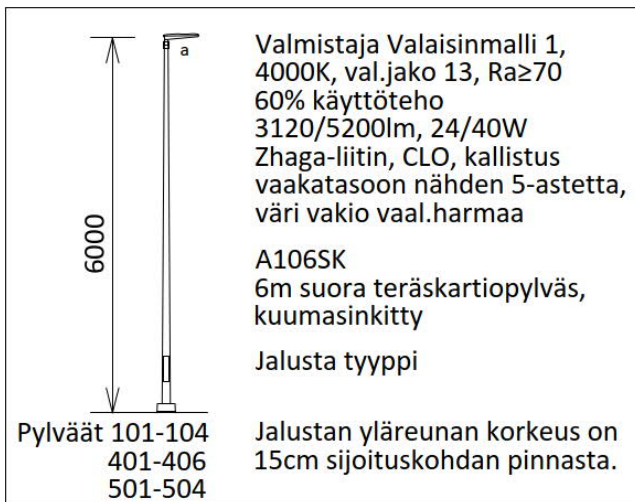 a
6000
Valmistaja Valaisinmalli 1,
4000K, val.jako 13, Ra≥70
60% käyttöteho
3120/5200lm, 24/40W
Zhaga-liitin, CLO, kallistus
vaakatasoon nähden 5-astetta,
väri vakio vaal.harmaa
A106SK
6m suora teräskartiopylväs,
kuumasinkitty
Jalusta tyyppi
Pylväät 101-104
401-406
501-504
Jalustan yläreunan korkeus on
15cm sijoituskohdan pinnasta.